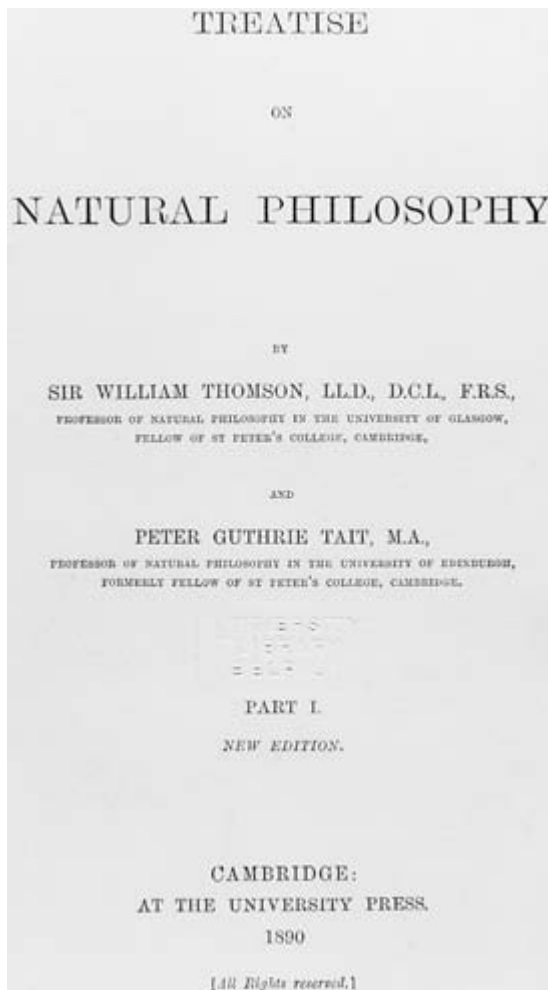 TREATISE
ON
NATURAL PHILOSOPHY
BY
SIR WILLIAM THOMSON, LL.D., D.C.L., F.R.S.,
PROFESSOR OF NATURAL PHILOSOPHY IN THE UNIVERSITY OF GLASGOW,
FELLOW OF ST PETER'S COLLEGE, CAMBRIDGE,
AND
PETER GUTHRIE TAIT, M.A.,
PROFESSOR OF NATURAL PHILOSOPHY IN THE UNIVERSITY OF EDINBURGH,
FORMERLY FELLOW OF ST PETER'S COLLEGE, CAMBRIDGE.
PART I.
NEW EDITION.
CAMBRIDGE:
AT THE UNIVERSITY PRESS.
1890
[All Rights reserved.]